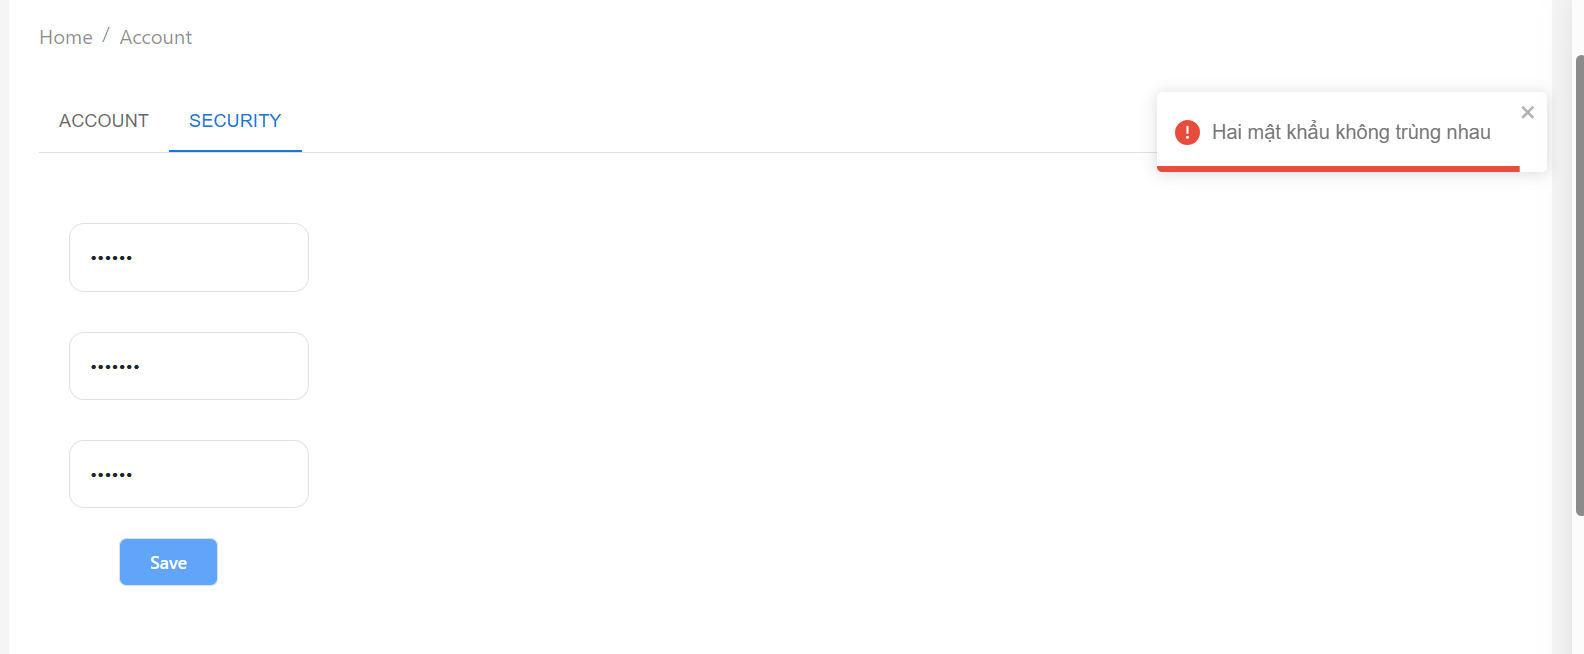 Home / Account
ACCOUNT SECURITY
Hai mật khẩu không trùng nhau
••••••
•••••••
••••••
Save